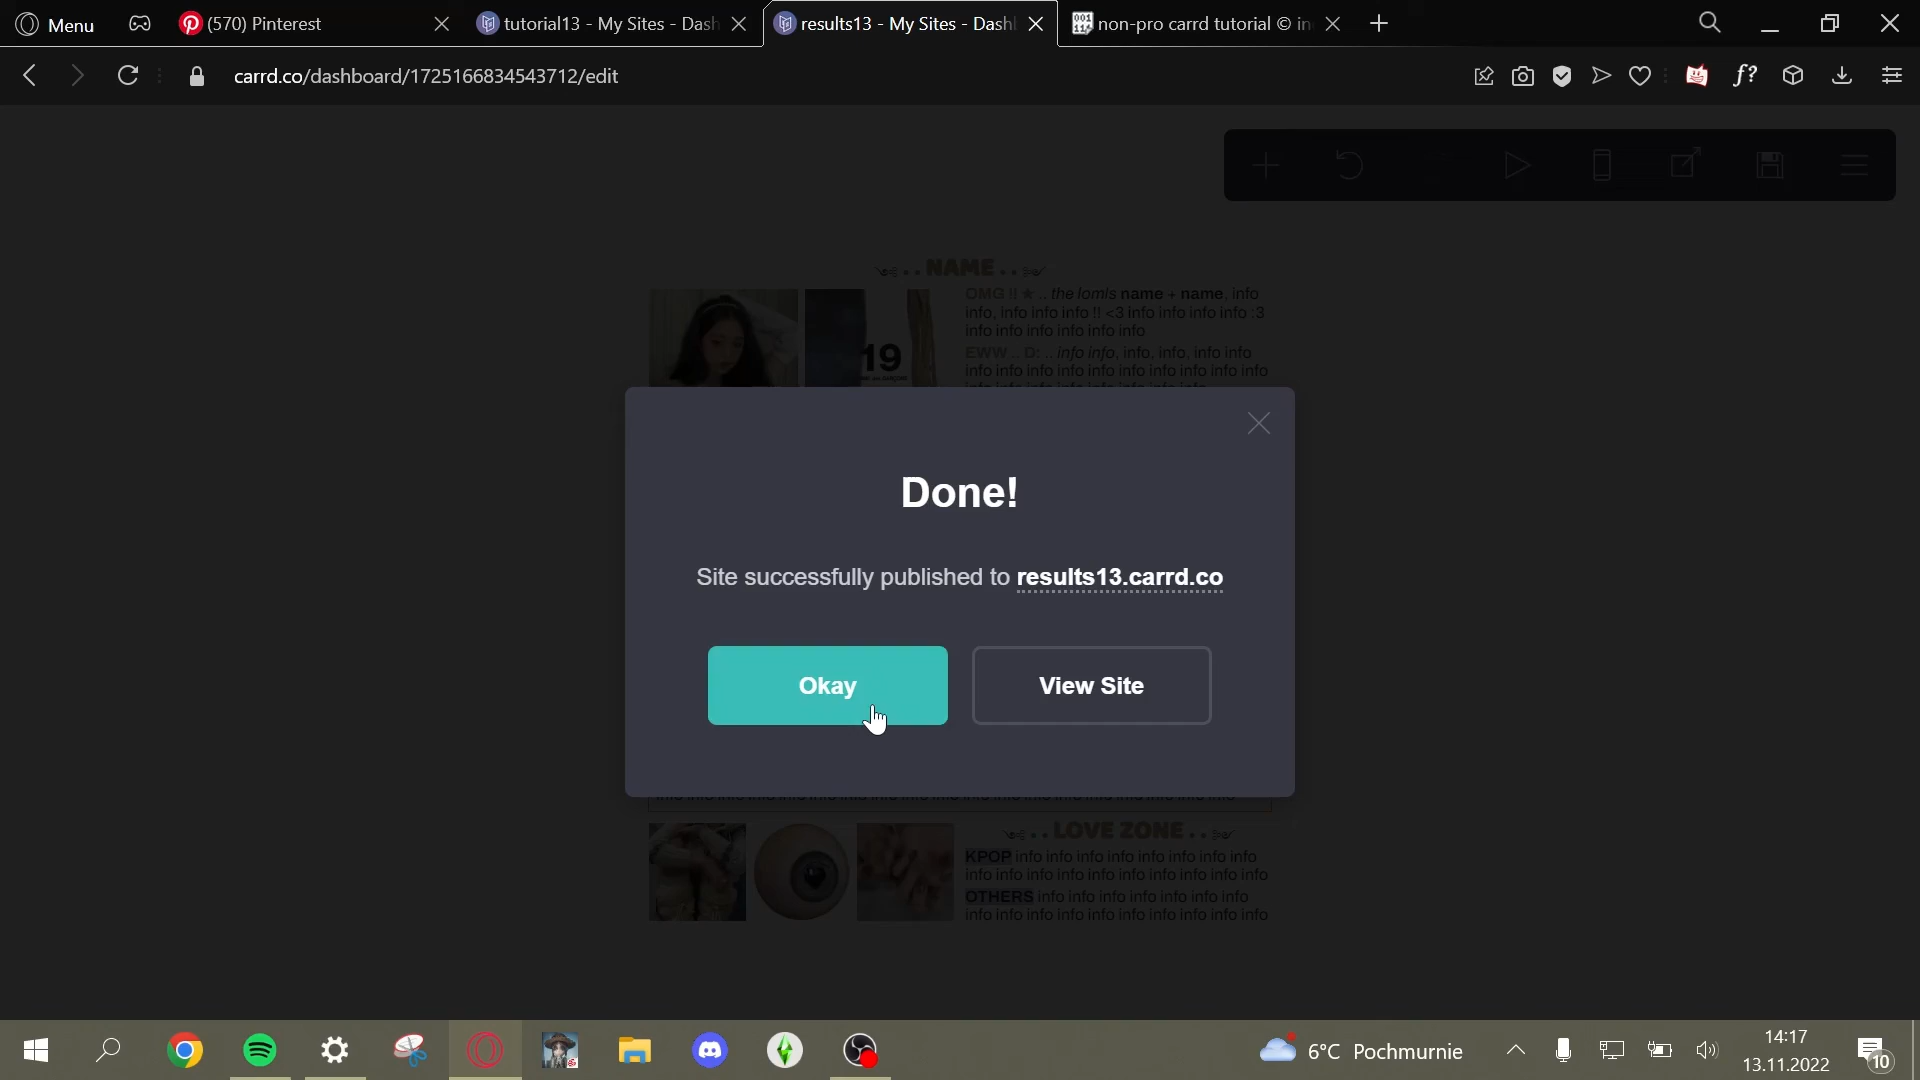 Menu
(570) Pinterest
tutorial13 - My Sites - Dash
results13 - My Sites - Dash
non-pro carrd tutorial © in
carrd.co/dashboard/1725166834543712/edit
. . NAME . .
OMG !! ★ .. the lomls name + name, info
info, info info info !! <3 info info info info :3
info info info info info info
EWW .. D: .. info info, info, info, info info
info info info info info info info info info info
19
Done!
Site successfully published to results13.carrd.co
Okay
View Site
. . LOVE ZONE . .
KPOP info info info info info info info info
info info info info info info info info info info
OTHERS info info info info info info info
info info info info info info info info info info
6°C Pochmurnie
14:17
13.11.2022
10